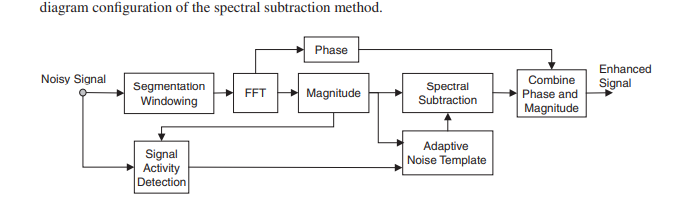 diagram configuration of the spectral subtraction method.
Phase
Noisy Signal
Segmentation
Windowing
FFT
Magnitude
Spectral
Subtraction
Combine
Phase and
Magnitude
Enhanced
Signal
Signal
Activity
Detection
Adaptive
Noise Template